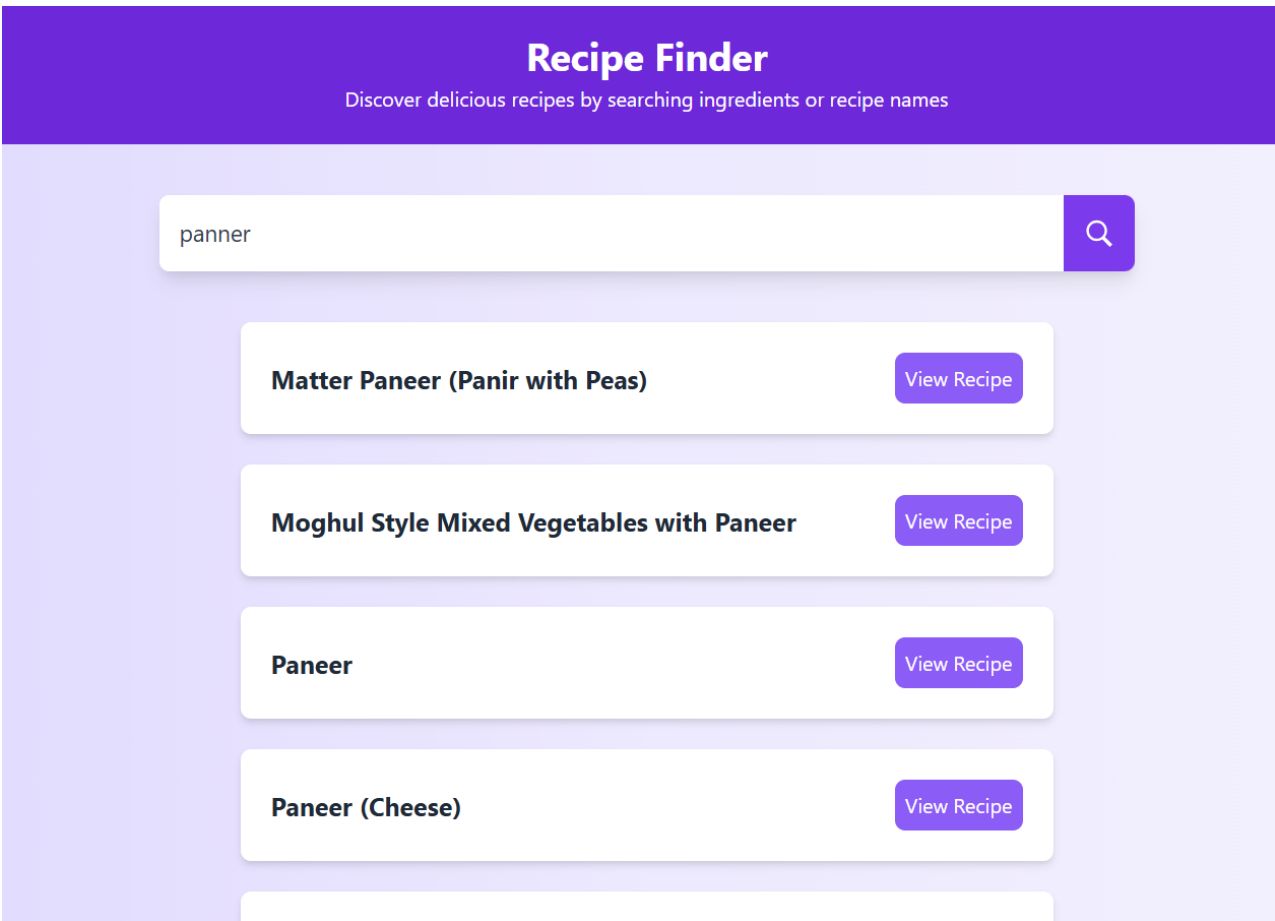 Recipe Finder
Discover delicious recipes by searching ingredients or recipe names
panner
Matter Paneer (Panir with Peas)
View Recipe
Moghul Style Mixed Vegetables with Paneer
View Recipe
Paneer
View Recipe
Paneer (Cheese)
View Recipe